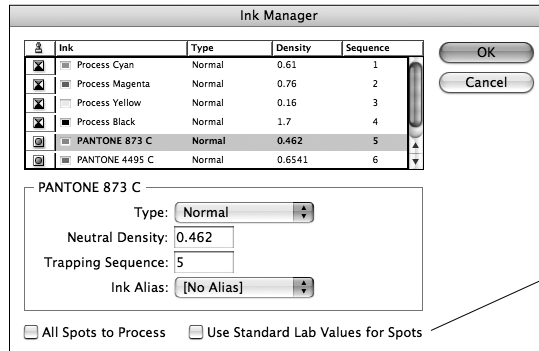 Ink Manager
Ink Type Density Sequence
Process Cyan Normal 0.61 1
Process Magenta Normal 0.76 2
Process Yellow Normal 0.16 3
Process Black Normal 1.7 4
PANTONE 873 C Normal 0.462 5
PANTONE 4495 C Normal 0.6541 6
OK
Cancel
PANTONE 873 C
Type: Normal
Neutral Density: 0.462
Trapping Sequence: 5
Ink Alias: [No Alias]
All Spots to Process Use Standard Lab Values for Spots